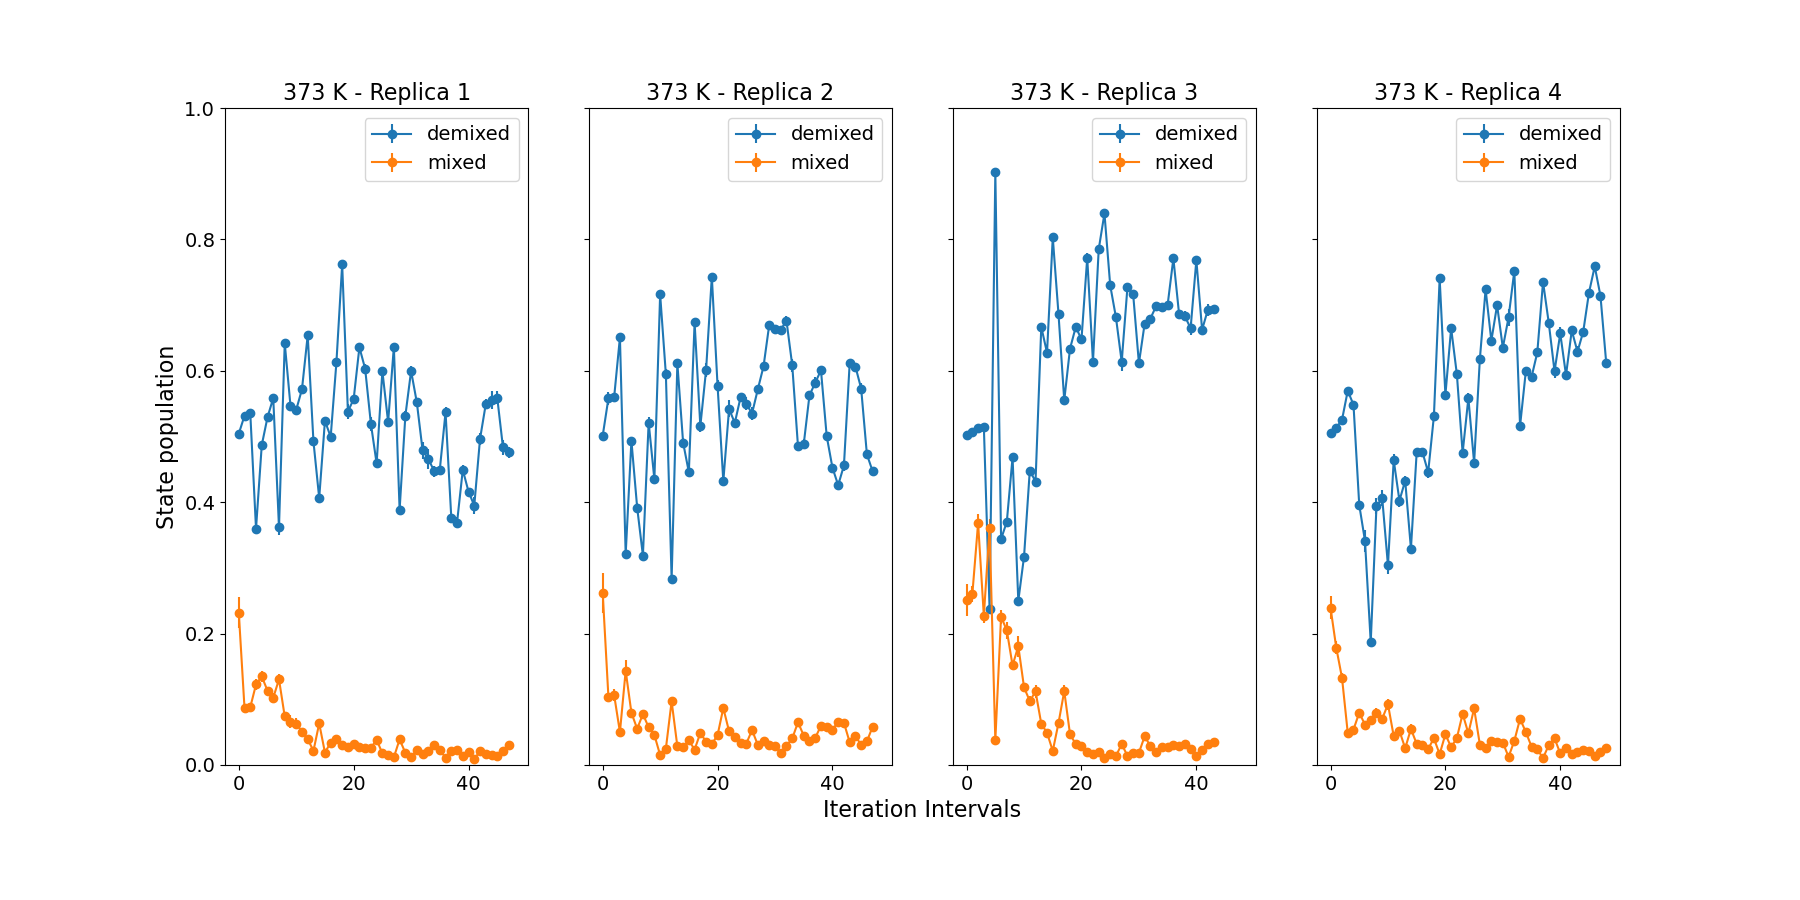 373 K - Replica 1
373 K - Replica 2
373 K - Replica 3
373 K - Replica 4
demixed
mixed
demixed
mixed
demixed
mixed
demixed
mixed
State population
1.0
0.8
0.6
0.4
0.2
0.0
0 20 40
0 20 40
0 20 40
0 20 40
Iteration Intervals